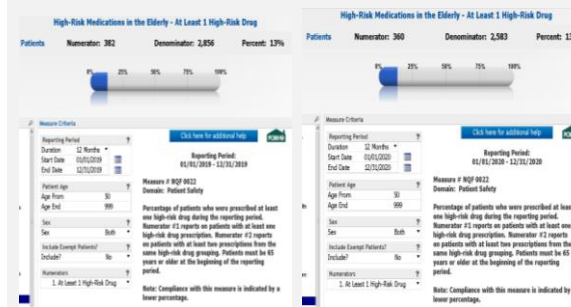 High-Risk Medications in the Elderly - At Least 1 High-Risk Drug
Patients Numerator: 382 Denominator: 2,856 Percent: 13%
0% 25% 50% 75% 100%
Measure Criteria
Reporting Period ?
Duration 12 Months
Start Date 01/01/2019
End Date 12/31/2019
Patient Age ?
Age From 50
Age End 999
Sex ?
Sex Both
Include Exempt Patients? ?
Include? No
Numerators ?
1. At Least 1 High-Risk Drug
Click here for additional help
Reporting Period:
01/01/2019 - 12/31/2019
Measure # NQF 0022
Domain: Patient Safety
Percentage of patients who were prescribed at least
one high-risk drug during the reporting period.
Numerator #1 reports on patients with at least one
high-risk drug prescription. Numerator #2 reports
on patients with at least two prescriptions from the
same high-risk drug grouping. Patients must be 65
years or older at the beginning of the reporting
period.
Note: Compliance with this measure is indicated by a
lower percentage.
High-Risk Medications in the Elderly - At Least 1 High-Risk Drug
Patients Numerator: 360 Denominator: 2,583 Percent:
0% 25% 50% 75% 100%
Measure Criteria
Reporting Period ?
Duration 12 Months
Start Date 01/01/2020
End Date 12/31/2020
Patient Age ?
Age From 50
Age End 999
Sex ?
Sex Both
Include Exempt Patients? ?
Include? No
Numerators ?
1. At Least 1 High-Risk Drug
Click here for additional help
Reporting Period:
01/01/2020 - 12/31/2020
Measure # NQF 0022
Domain: Patient Safety
Percentage of patients who were prescribed at least
one high-risk drug during the reporting period.
Numerator #1 reports on patients with at least one
high-risk drug prescription. Numerator #2 reports
on patients with at least two prescriptions from the
same high-risk drug grouping. Patients must be 65
years or older at the beginning of the reporting
period.
Note: Compliance with this measure is indicated by
lower percentage.